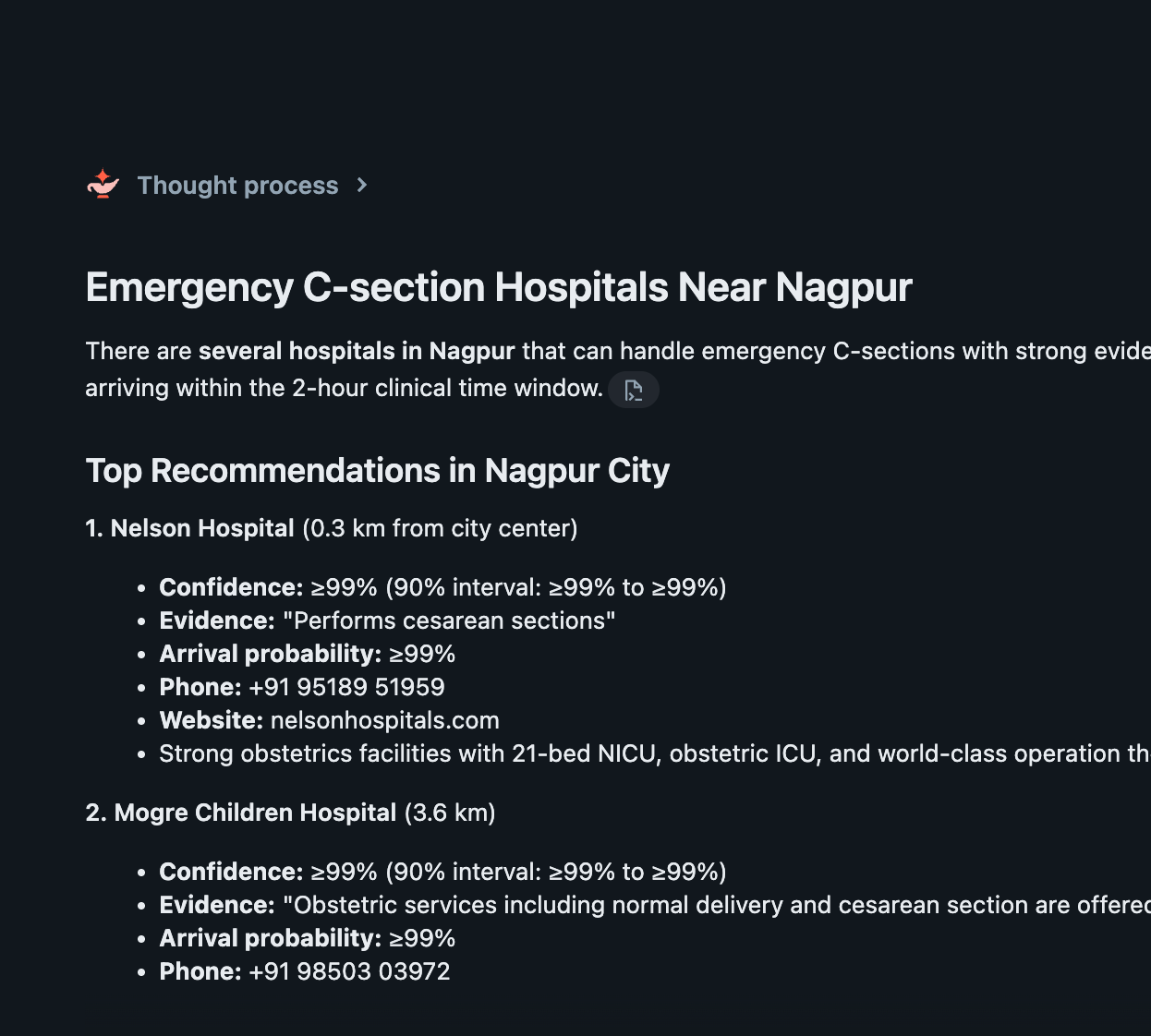 Thought process
Emergency C-section Hospitals Near Nagpur
There are several hospitals in Nagpur that can handle emergency C-sections with strong
arriving within the 2-hour clinical time window.
Top Recommendations in Nagpur City
1. Nelson Hospital (0.3 km from city center)
• Confidence: ≥99% (90% interval: ≥99% to ≥99%)
• Evidence: "Performs cesarean sections"
• Arrival probability: ≥99%
• Phone: +91 95189 51959
• Website: nelsonhospitals.com
• Strong obstetrics facilities with 21-bed NICU, obstetric ICU, and world-class operation
2. Mogre Children Hospital (3.6 km)
• Confidence: ≥99% (90% interval: ≥99% to ≥99%)
• Evidence: "Obstetric services including normal delivery and cesarean section are offered
• Arrival probability: ≥99%
• Phone: +91 98503 03972